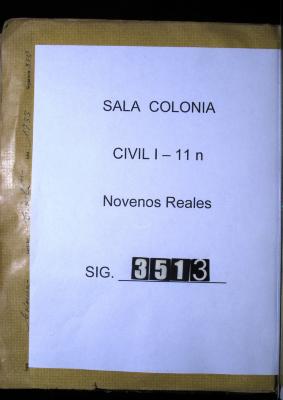 SALA COLONIA
CIVIL I – 11 n
Novenos Reales
SIG. 3513